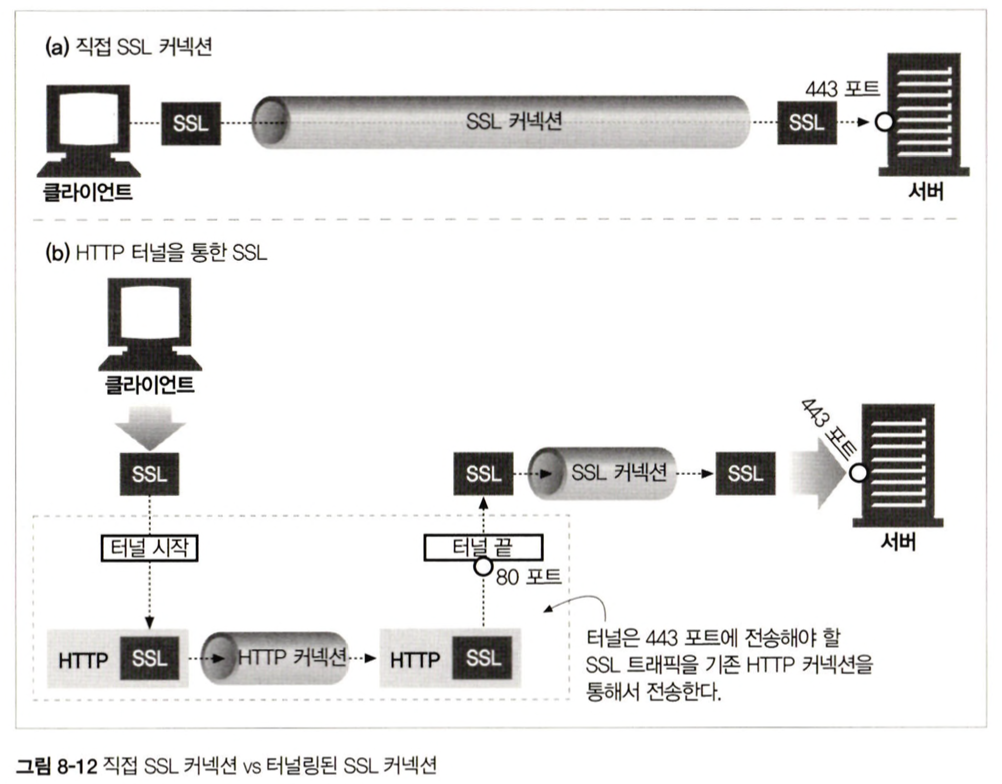 (a) 직접 SSL 커넥션
443 포트
SSL
SSL 커넥션
SSL
클라이언트
서버
(b) HTTP 터널을 통한 SSL
클라이언트
443 포트
SSL
SSL
SSL 커넥션
SSL
서버
터널 시작
터널 끝
80 포트
HTTP SSL
HTTP 커넥션
HTTP SSL
터널은 443 포트에 전송해야 할
SSL 트래픽을 기존 HTTP 커넥션을
통해서 전송한다.
그림 8-12 직접 SSL 커넥션 vs 터널링된 SSL 커넥션